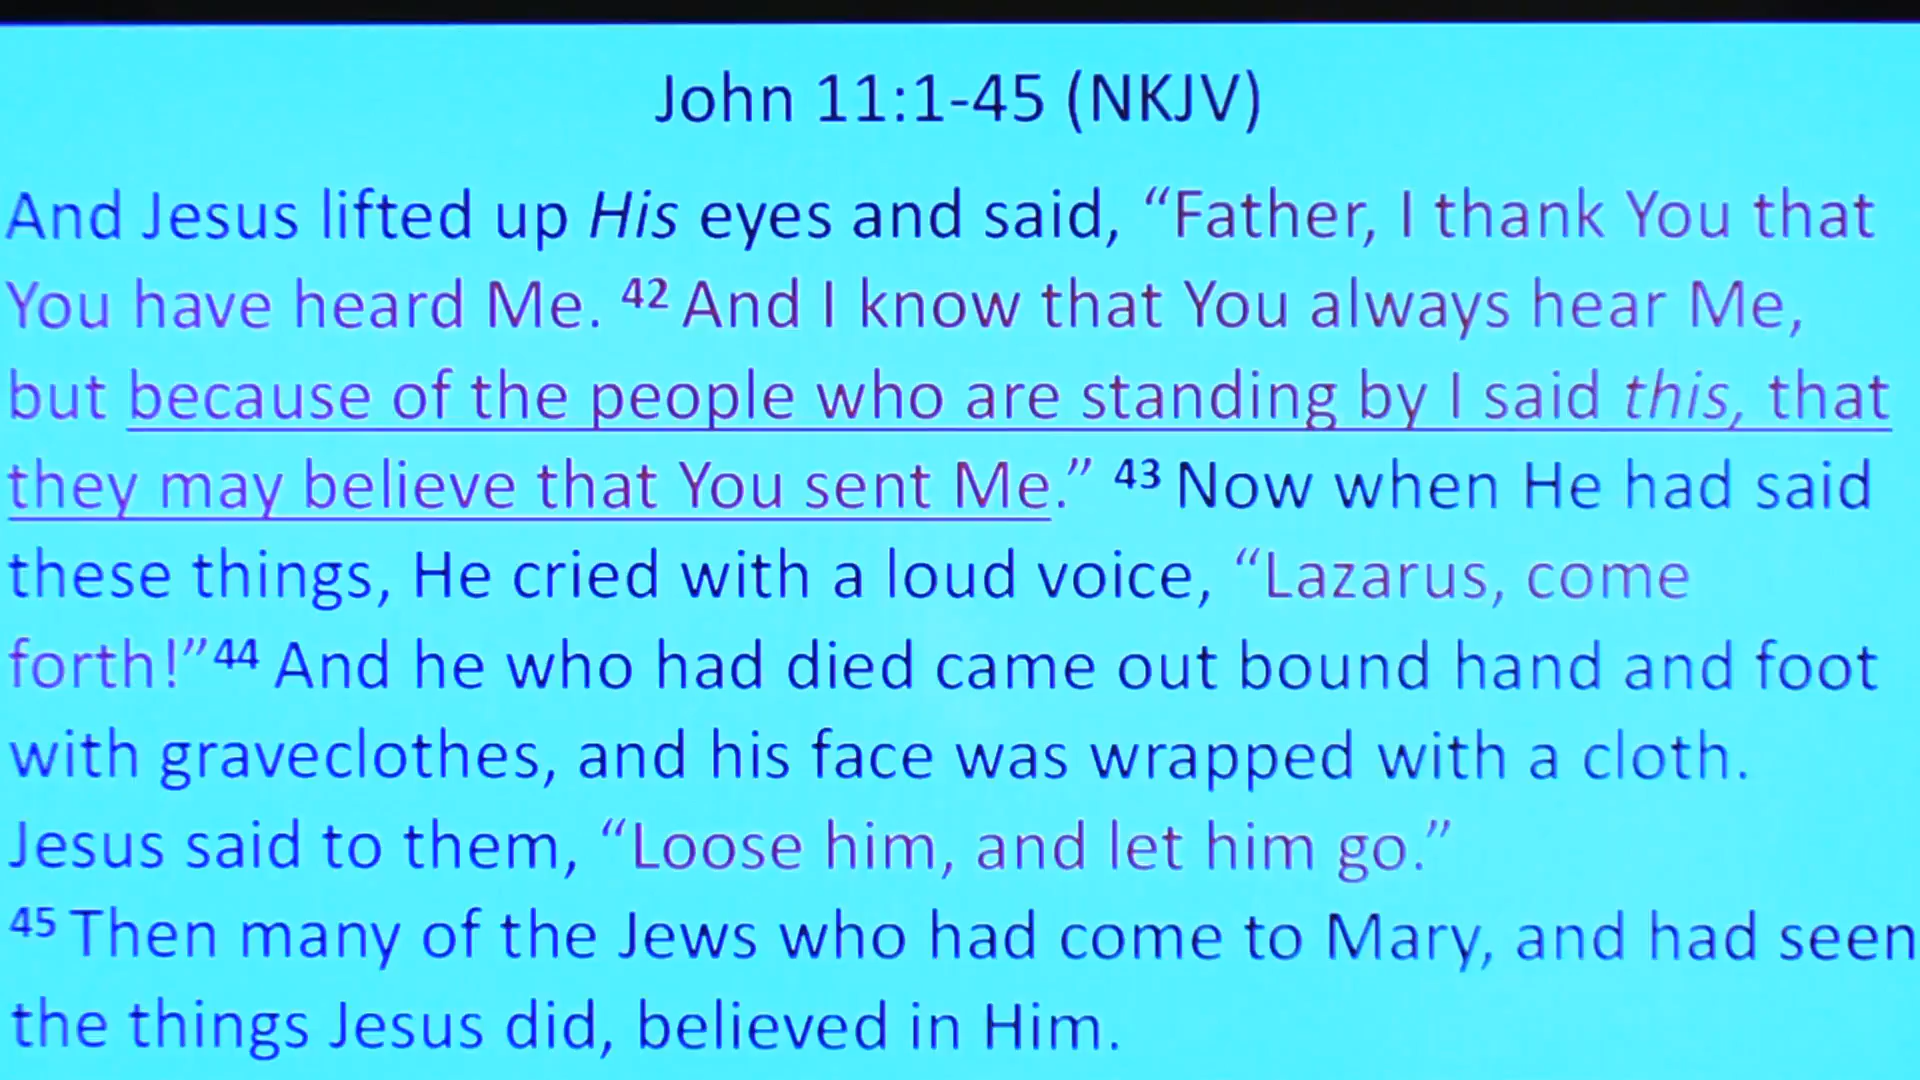 John 11:1-45 (NKJV)
And Jesus lifted up His eyes and said, “Father, I thank You that
You have heard Me. 42 And I know that You always hear Me,
but because of the people who are standing by I said this, that
they may believe that You sent Me.” 43 Now when He had said
these things, He cried with a loud voice, “Lazarus, come
forth!”44 And he who had died came out bound hand and foot
with graveclothes, and his face was wrapped with a cloth.
Jesus said to them, “Loose him, and let him go.”
45 Then many of the Jews who had come to Mary, and had seen
the things Jesus did, believed in Him.